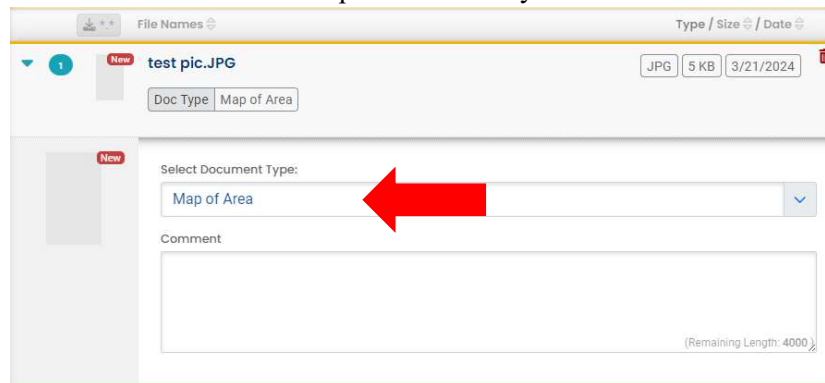 *.* File Names Type / Size / Date
1 New test pic.JPG JPG 5 KB 3/21/2024
Doc Type Map of Area
New
Select Document Type:
Map of Area
Comment
(Remaining Length: 4000)